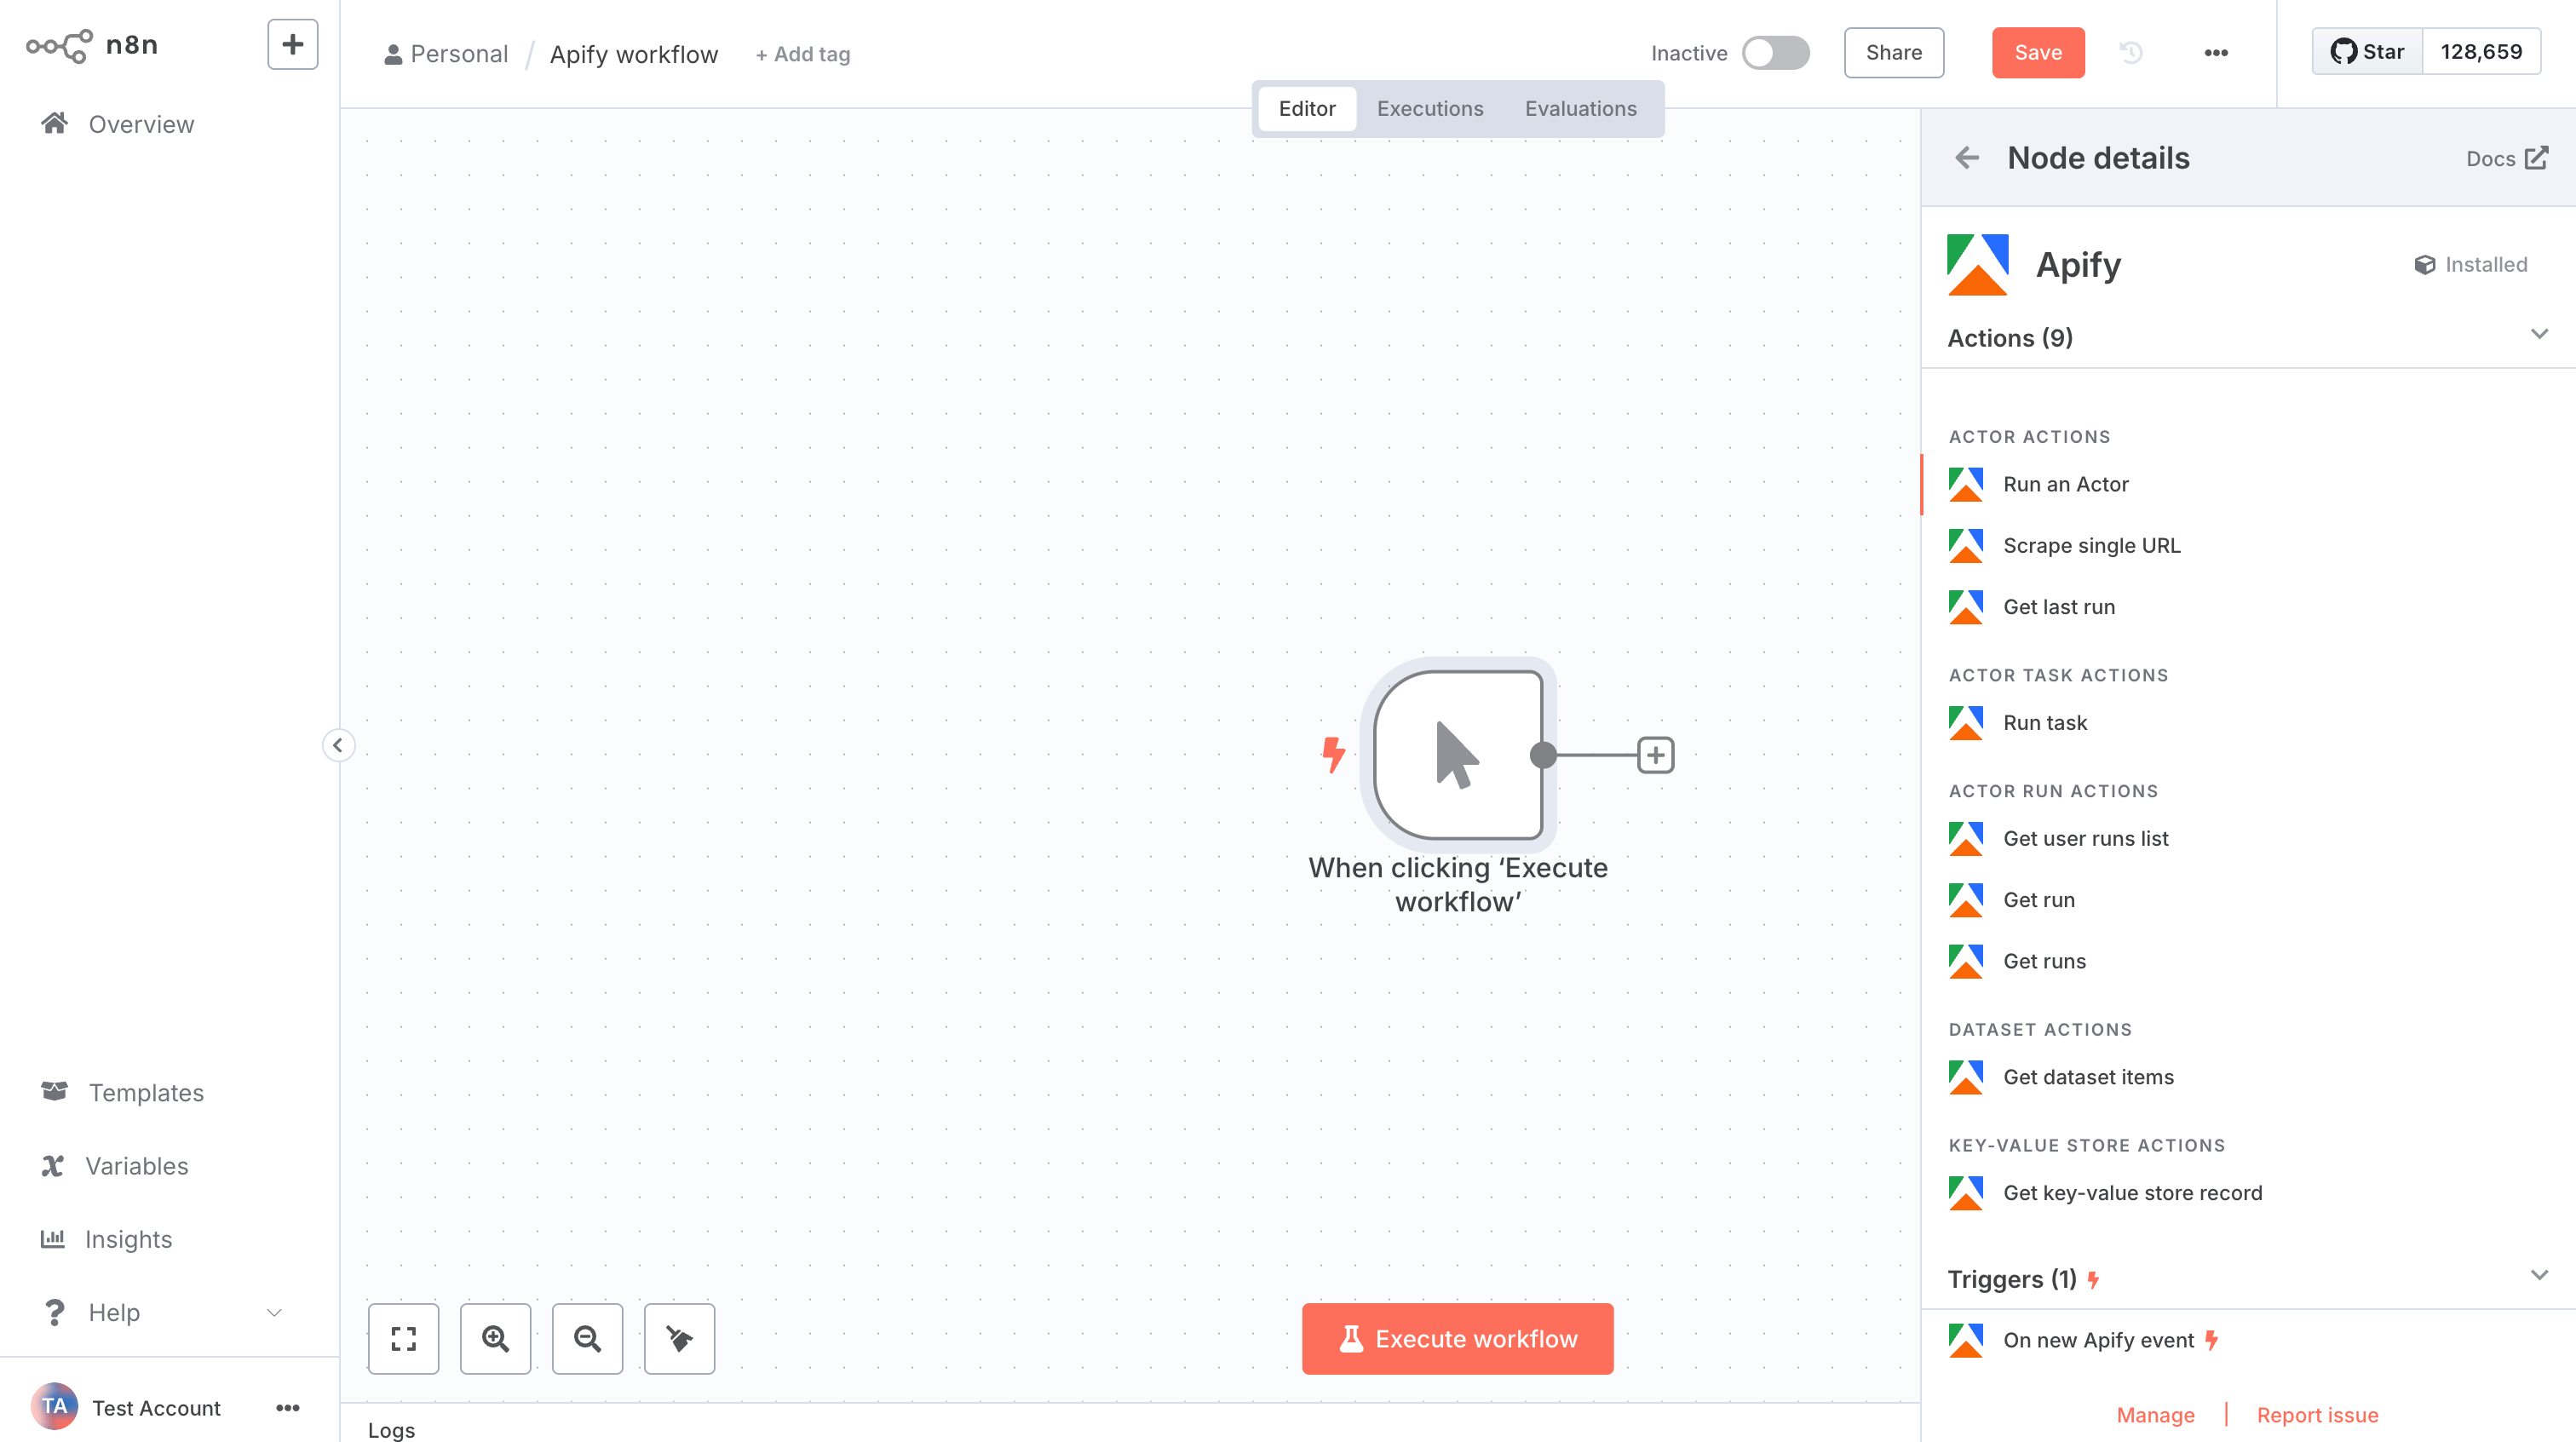 n8n
Overview
Templates
Variables
Insights
Help
TA
Test Account
Personal / Apify workflow + Add tag
Inactive
Share
Save
Star
128,659
Editor
Executions
Evaluations
When clicking ‘Execute
workflow’
Execute workflow
Logs
Node details
Docs
Apify
Installed
Actions (9)
ACTOR ACTIONS
Run an Actor
Scrape single URL
Get last run
ACTOR TASK ACTIONS
Run task
ACTOR RUN ACTIONS
Get user runs list
Get run
Get runs
DATASET ACTIONS
Get dataset items
KEY-VALUE STORE ACTIONS
Get key-value store record
Triggers (1)
On new Apify event
Manage | Report issue